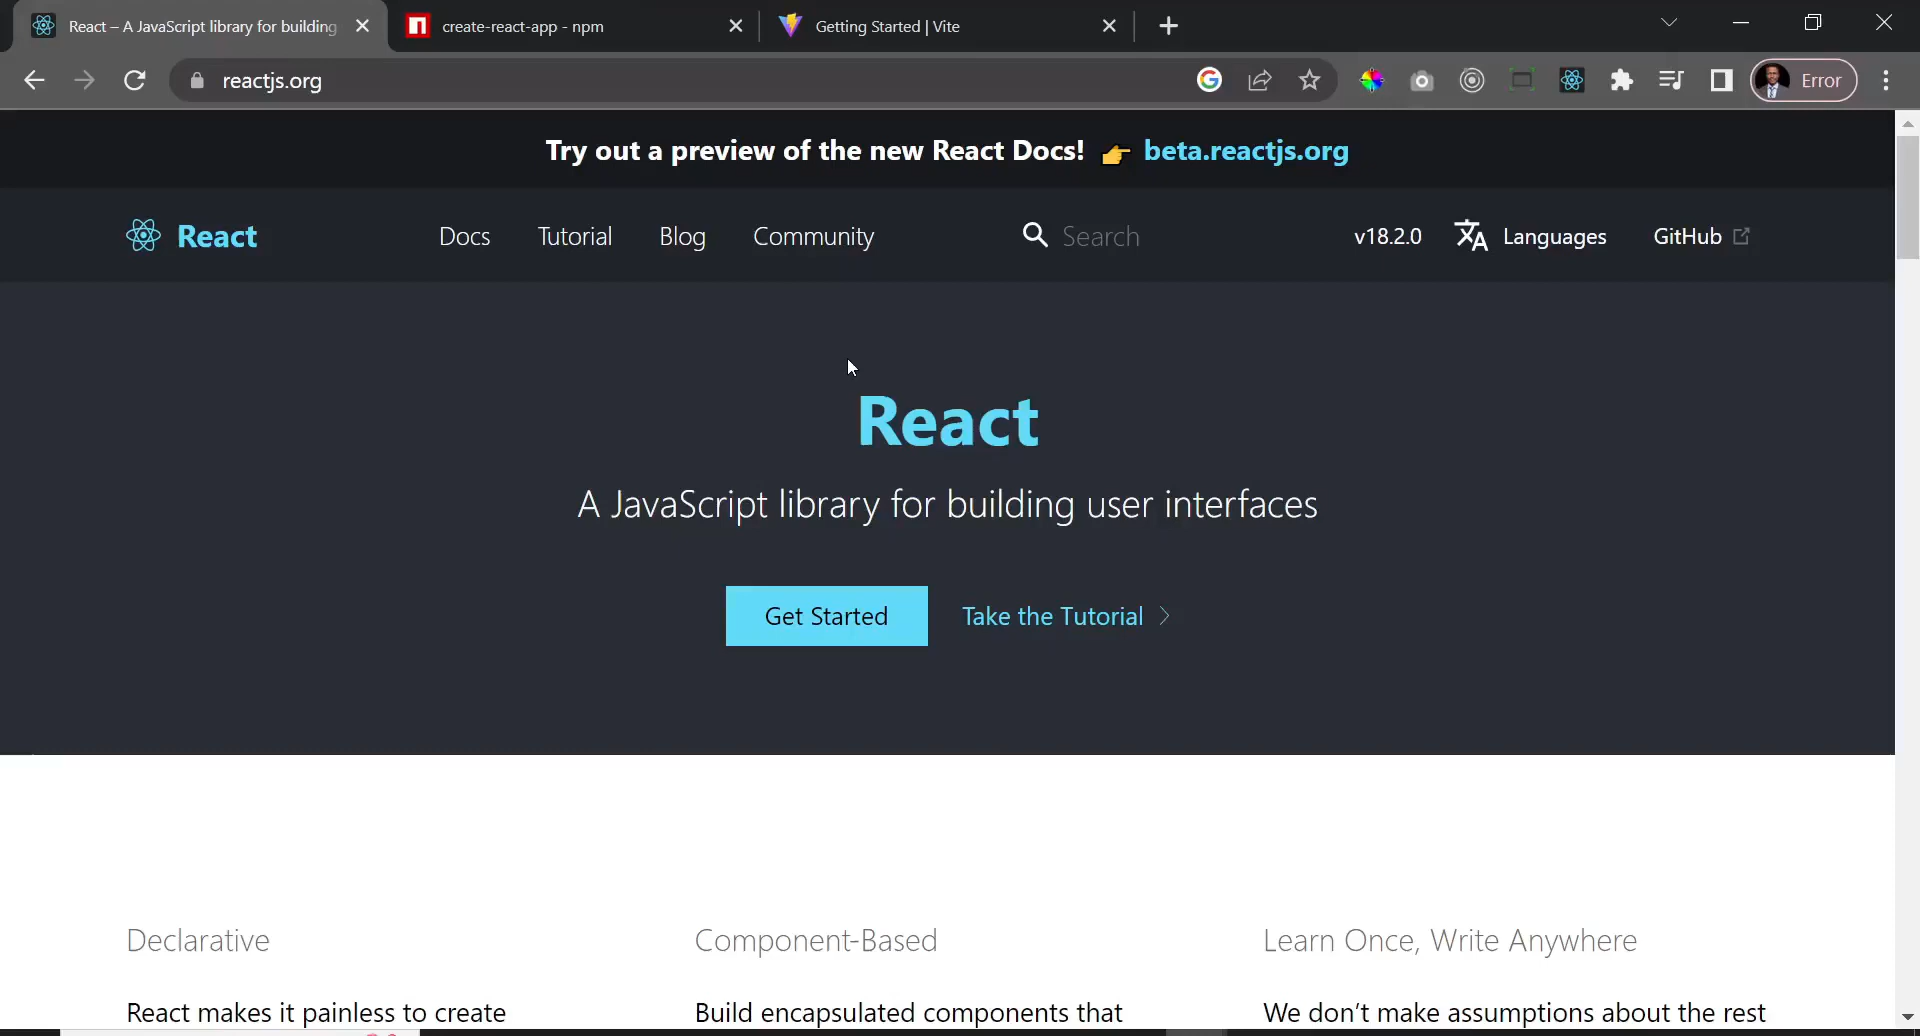 React – A JavaScript library for building
create-react-app - npm
Getting Started | Vite
reactjs.org
Error
Try out a preview of the new React Docs! 👉 beta.reactjs.org
React
Docs
Tutorial
Blog
Community
Search
v18.2.0
Languages
GitHub
React
A JavaScript library for building user interfaces
Get Started
Take the Tutorial
Declarative
Component-Based
Learn Once, Write Anywhere
React makes it painless to create
Build encapsulated components that
We don't make assumptions about the rest